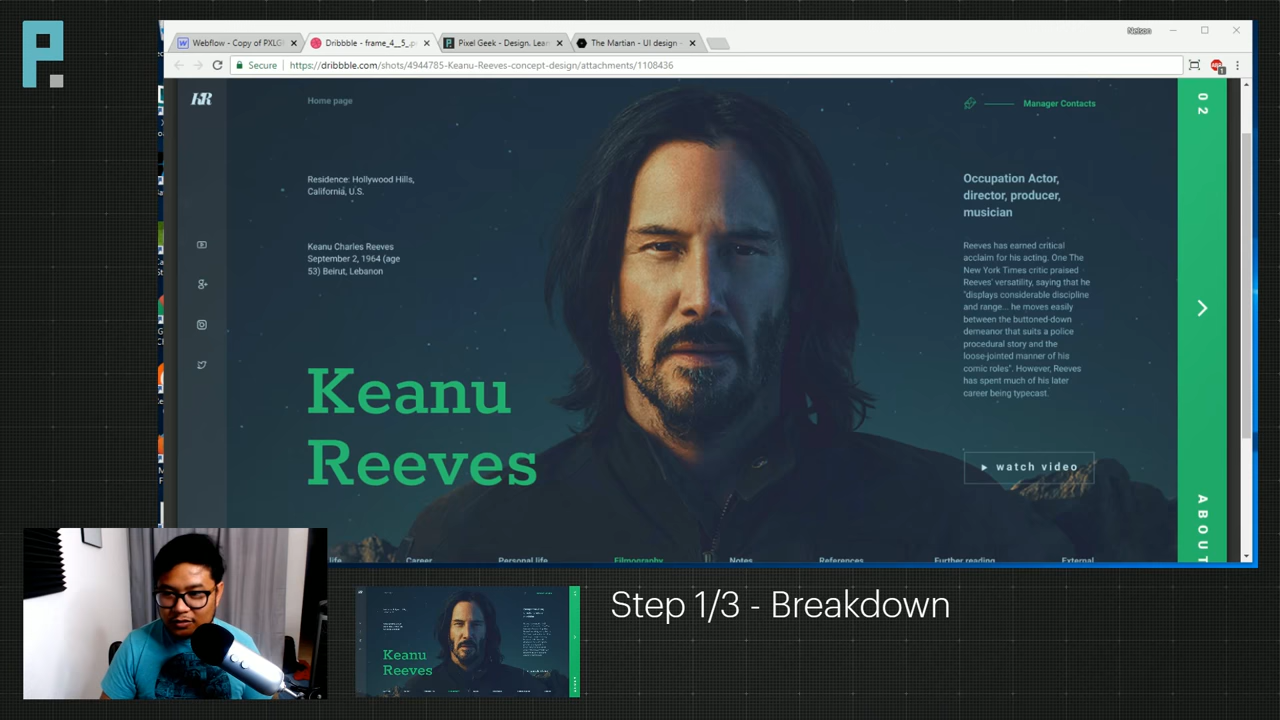 P.
Nelson
Webflow - Copy of PXLG
Dribbble - frame_4__5_.p
Pixel Geek - Design. Lear
The Martian - UI design -
Secure | https://dribbble.com/shots/4944785-Keanu-Reeves-concept-design/attachments/1108436
1
KR
Home page
Manager Contacts
02
Residence: Hollywood Hills,
California, U.S.
Keanu Charles Reeves
September 2, 1964 (age
53) Beirut, Lebanon
Occupation Actor,
director, producer,
musician
Reeves has earned critical
acclaim for his acting. One The
New York Times critic praised
Reeves' versatility, saying that he
"displays considerable discipline
and range... he moves easily
between the buttoned-down
demeanor that suits a police
procedural story and the
loose-jointed manner of his
comic roles". However, Reeves
has spent much of his later
career being typecast.
Keanu
Reeves
watch video
ABOUT
life
Career
Personal life
Filmography
Notes
References
Further reading
External
Keanu
Reeves
Step 1/3 - Breakdown